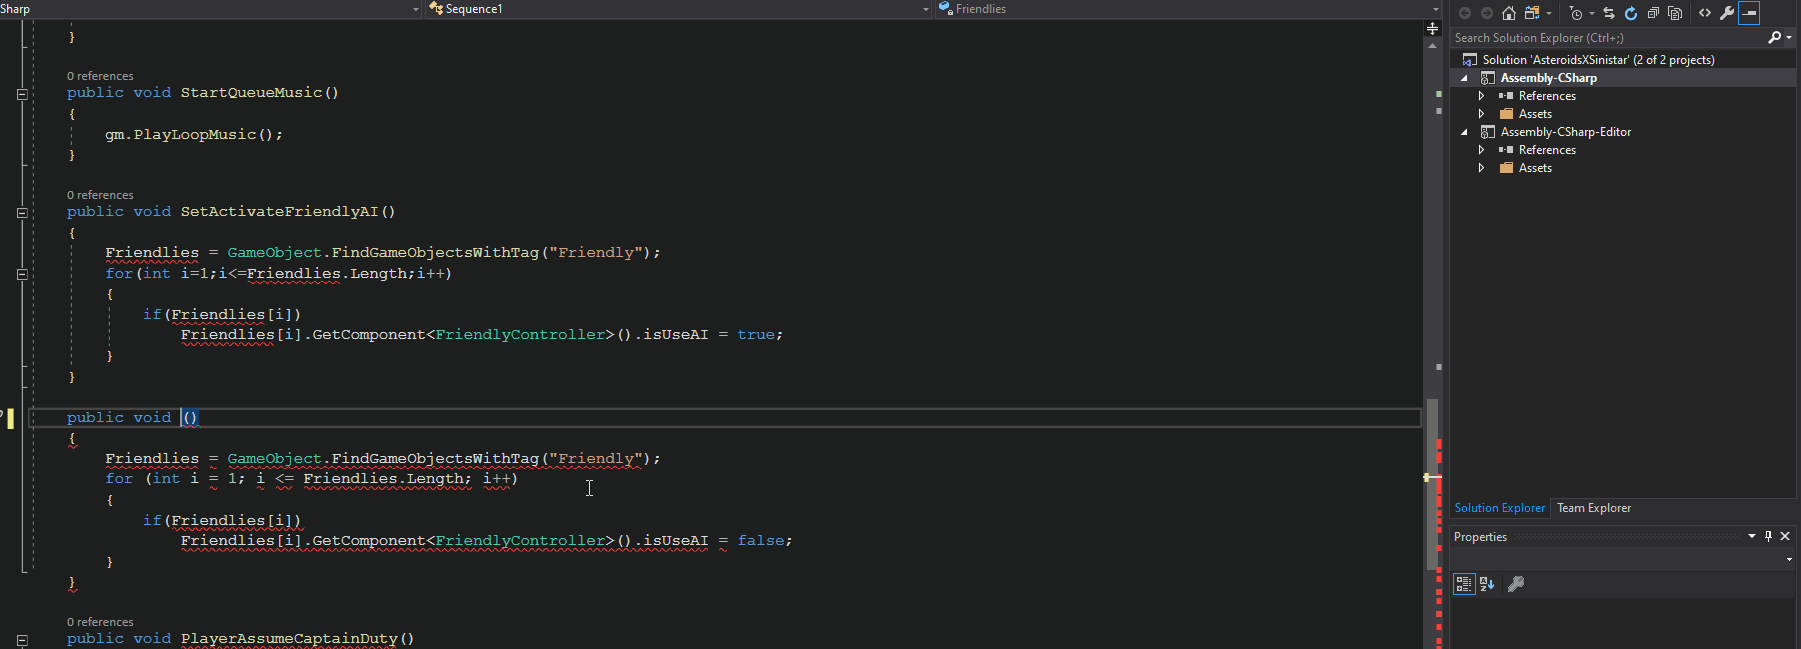 Sharp
Sequence1
Friendlies
}
0 references
public void StartQueueMusic()
{
gm.PlayLoopMusic();
}
0 references
public void SetActivateFriendlyAI()
{
Friendlies = GameObject.FindGameObjectsWithTag("Friendly");
for(int i=1;i<=Friendlies.Length;i++)
{
if(Friendlies[i])
Friendlies[i].GetComponent<FriendlyController>().isUseAI = true;
}
}
public void ()
{
Friendlies = GameObject.FindGameObjectsWithTag("Friendly");
for (int i = 1; i <= Friendlies.Length; i++)
{
if(Friendlies[i])
Friendlies[i].GetComponent<FriendlyController>().isUseAI = false;
}
}
0 references
public void PlayerAssumeCaptainDuty()
Search Solution Explorer (Ctrl+;)
Solution 'AsteroidsXSinistar' (2 of 2 projects)
Assembly-CSharp
References
Assets
Assembly-CSharp-Editor
References
Assets
Solution Explorer
Team Explorer
Properties